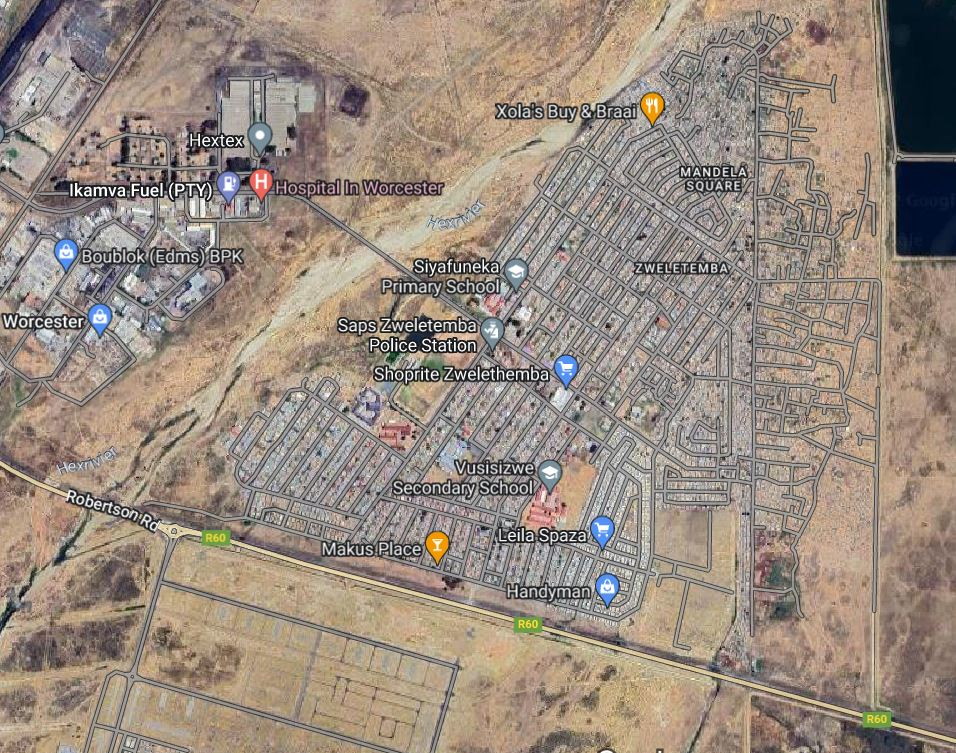 Xola's Buy & Braai
Hextex
MANDELA
SQUARE
Ikamva Fuel (PTY)
H
Hospital In Worcester
Hexrivier
Boublok (Edms) BPK
Siyafuneka
Primary School
ZWELETEMBA
Worcester
Saps Zweletemba
Police Station
Shoprite Zwelethemba
Hexrivier
Vusisizwe
Secondary School
Robertson Rd
R60
Leila Spaza
Makus Place
Handyman
R60
R60